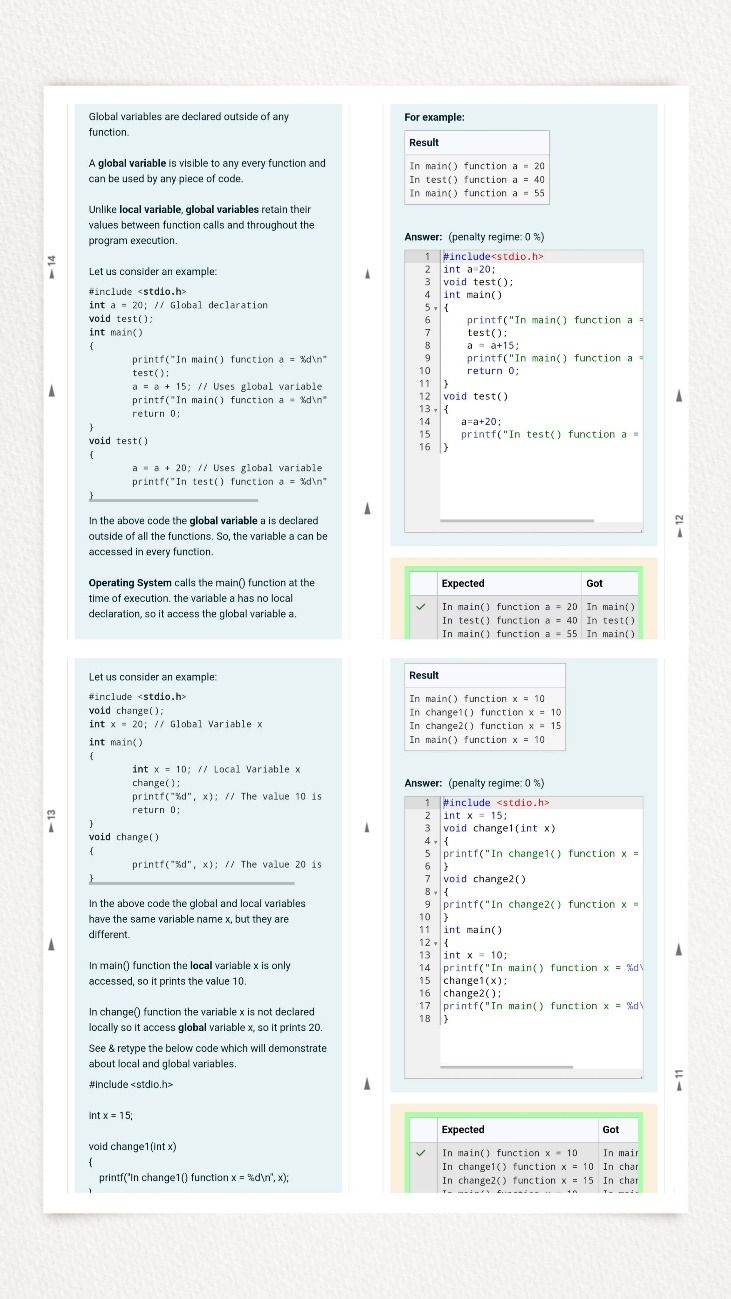 Global variables are declared outside of any
function.
A global variable is visible to any every function and
can be used by any piece of code.
Unlike local variable, global variables retain their
values between function calls and throughout the
program execution.
Let us consider an example:
#include <stdio.h>
int a = 20; // Global declaration
void test();
int main()
{
printf("In main() function a = %d\n"
test();
a = a + 15; // Uses global variable
printf("In main() function a = %d\n"
return 0;
}
void test()
{
a = a + 20; // Uses global variable
printf("In test() function a = %d\n"
}
In the above code the global variable a is declared
outside of all the functions. So, the variable a can be
accessed in every function.
Operating System calls the main() function at the
time of execution. the variable a has no local
declaration, so it access the global variable a.
14
For example:
Result
In main() function a = 20
In test() function a = 40
In main() function a = 55
Answer: (penalty regime: 0 %)
1 #include<stdio.h>
2 int a=20;
3 void test();
4 int main()
5 {
6 printf("In main() function a =
7 test();
8 a = a+15;
9 printf("In main() function a =
10 return 0;
11 }
12 void test()
13 {
14 a=a+20;
15 printf("In test() function a =
16 }
Expected Got
In main() function a = 20 In main()
In test() function a = 40 In test()
In main() function a = 55 In main()
12
Let us consider an example:
#include <stdio.h>
void change();
int x = 20; // Global Variable x
int main()
{
int x = 10; // Local Variable x
change();
printf("%d", x); // The value 10 is
return 0;
}
void change()
{
printf("%d", x); // The value 20 is
}
In the above code the global and local variables
have the same variable name x, but they are
different.
In main() function the local variable x is only
accessed, so it prints the value 10.
In change() function the variable x is not declared
locally so it access global variable x, so it prints 20.
See & retype the below code which will demonstrate
about local and global variables.
#include <stdio.h>
int x = 15;
void change1(int x)
{
printf("In change1() function x = %d\n", x);
}
13
Result
In main() function x = 10
In change1() function x = 10
In change2() function x = 15
In main() function x = 10
Answer: (penalty regime: 0 %)
1 #include <stdio.h>
2 int x = 15;
3 void change1(int x)
4 {
5 printf("In change1() function x =
6 }
7 void change2()
8 {
9 printf("In change2() function x =
10 }
11 int main()
12 {
13 int x = 10;
14 printf("In main() function x = %d\
15 change1(x);
16 change2();
17 printf("In main() function x = %d\
18 }
Expected Got
In main() function x = 10 In main
In change1() function x = 10 In chan
In change2() function x = 15 In chan
In main() function x = 10 In main
11